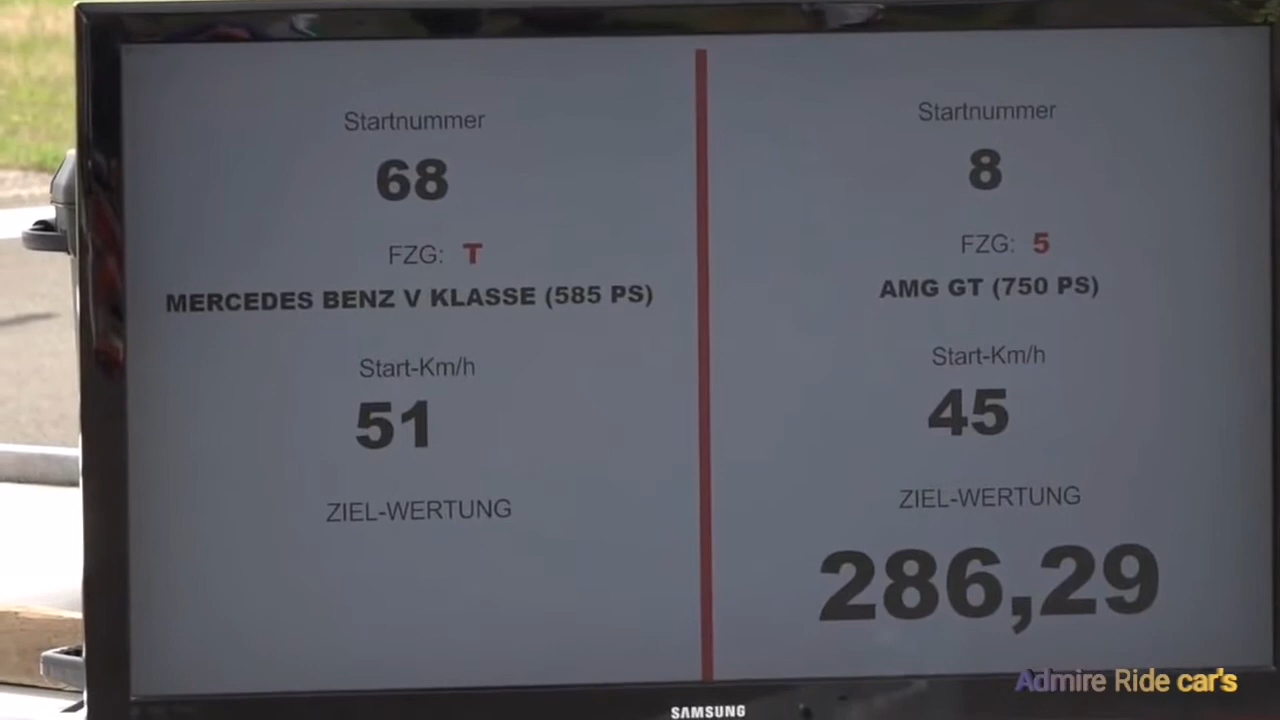 Startnummer
68
FZG: T
MERCEDES BENZ V KLASSE (585 PS)
Start-Km/h
51
ZIEL-WERTUNG
Startnummer
8
FZG: 5
AMG GT (750 PS)
Start-Km/h
45
ZIEL-WERTUNG
286,29
SAMSUNG
Admire Ride car's